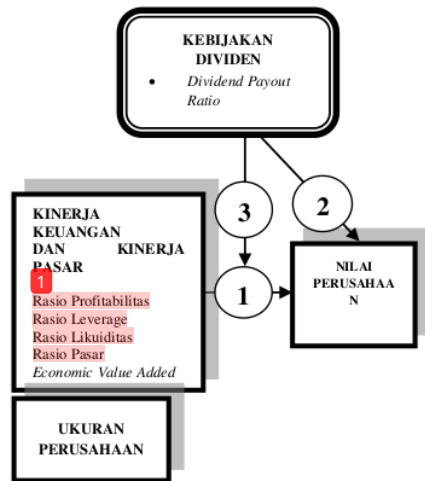 KEBIJAKAN
DIVIDEN
• Dividend Payout
Ratio
3
2
KINERJA
KEUANGAN
DAN KINERJA
PASAR
1
Rasio Profitabilitas
Rasio Leverage
Rasio Likuiditas
Rasio Pasar
Economic Value Added
1
NILAI
PERUSAHAA
N
UKURAN
PERUSAHAAN